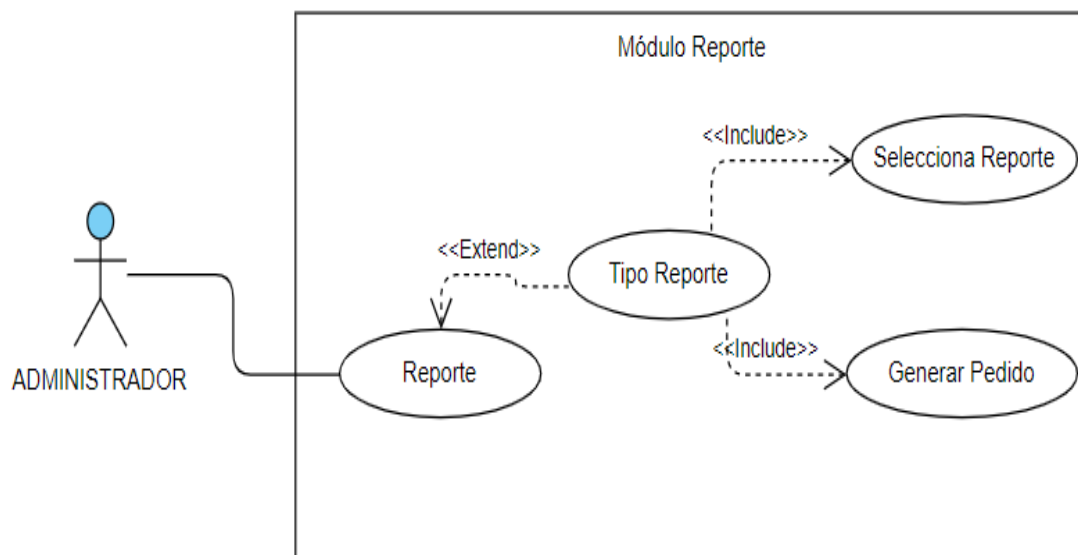 Módulo Reporte
<<Include>>
Selecciona Reporte
<<Extend>>
Tipo Reporte
<<Include>>
Generar Pedido
Reporte
ADMINISTRADOR